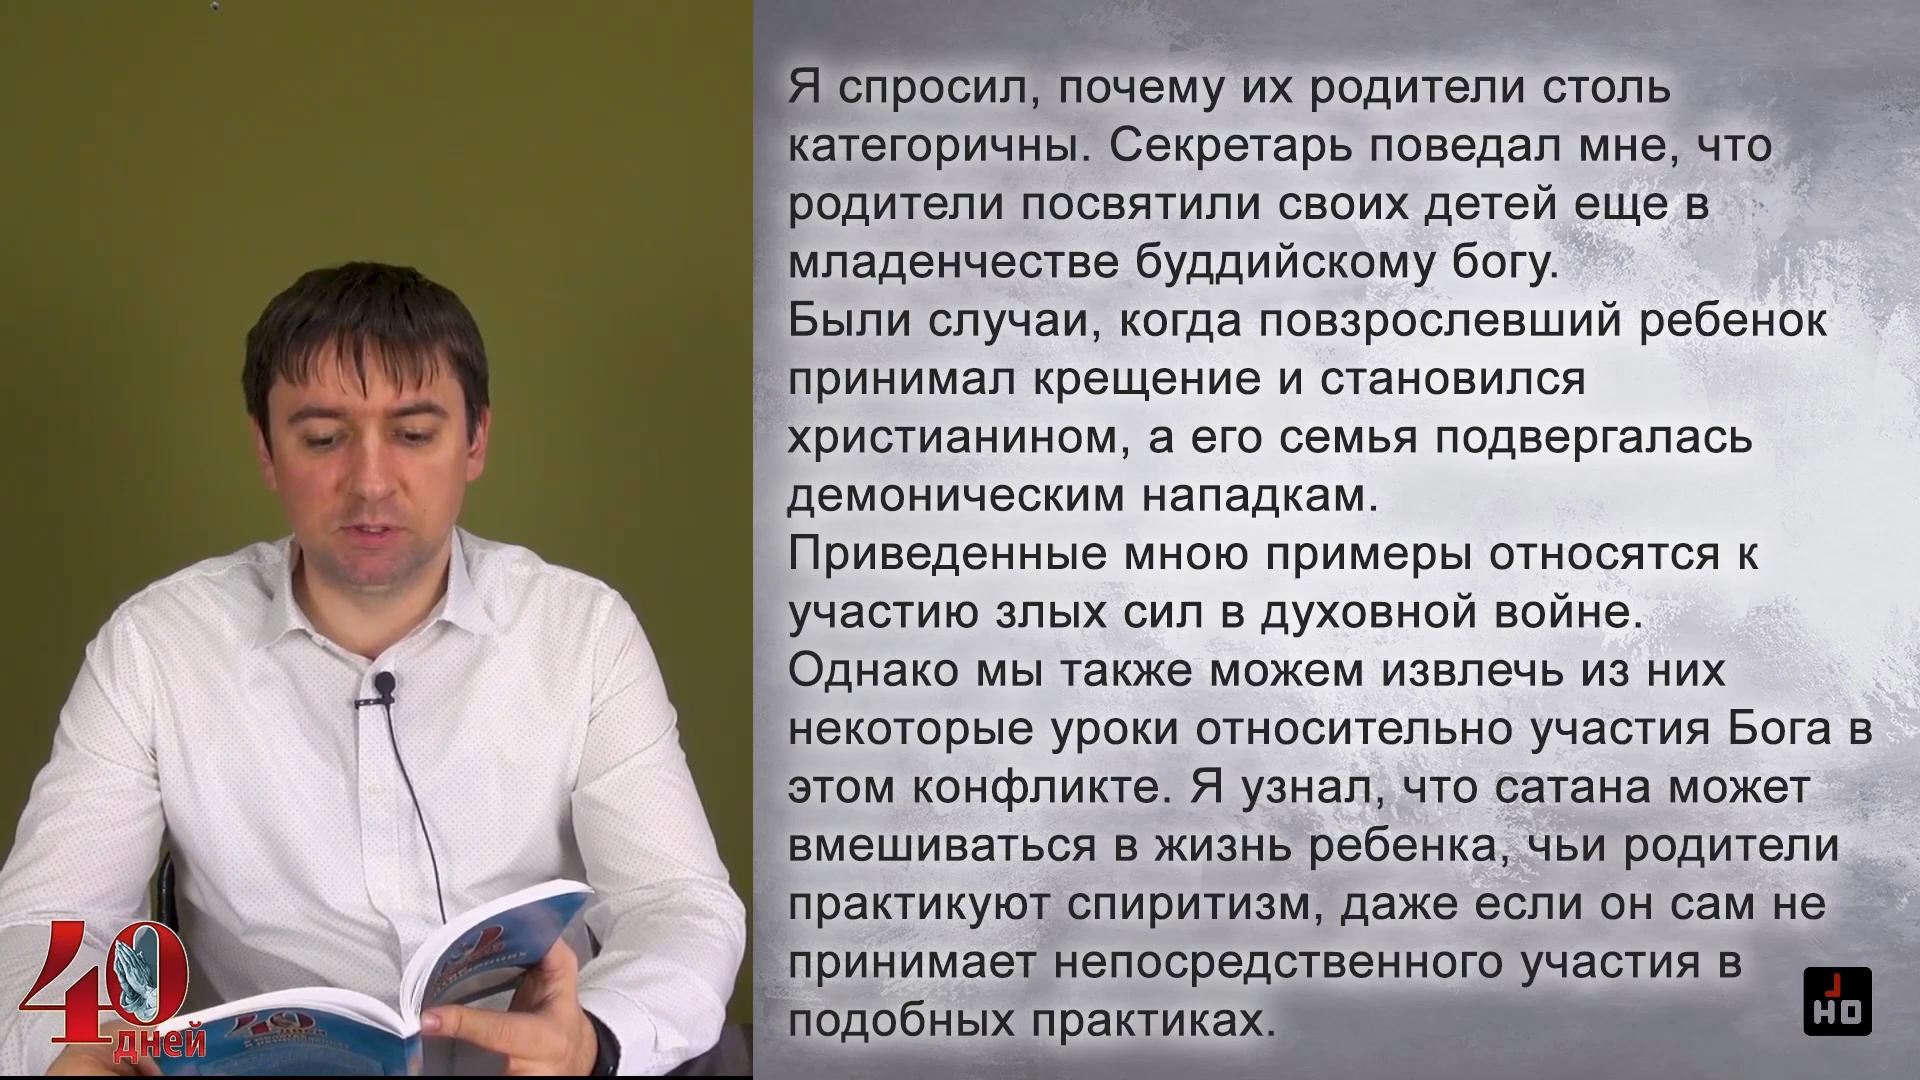 Я спросил, почему их родители столь
категоричны. Секретарь поведал мне, что
родители посвятили своих детей еще в
младенчестве буддийскому богу.
Были случаи, когда повзрослевший ребенок
принимал крещение и становился
христианином, а его семья подвергалась
демоническим нападкам.
Приведенные мною примеры относятся к
участию злых сил в духовной войне.
Однако мы также можем извлечь из них
некоторые уроки относительно участия Бога в
этом конфликте. Я узнал, что сатана может
вмешиваться в жизнь ребенка, чьи родители
практикуют спиритизм, даже если он сам не
принимает непосредственного участия в
подобных практиках.
40
дней
40
но